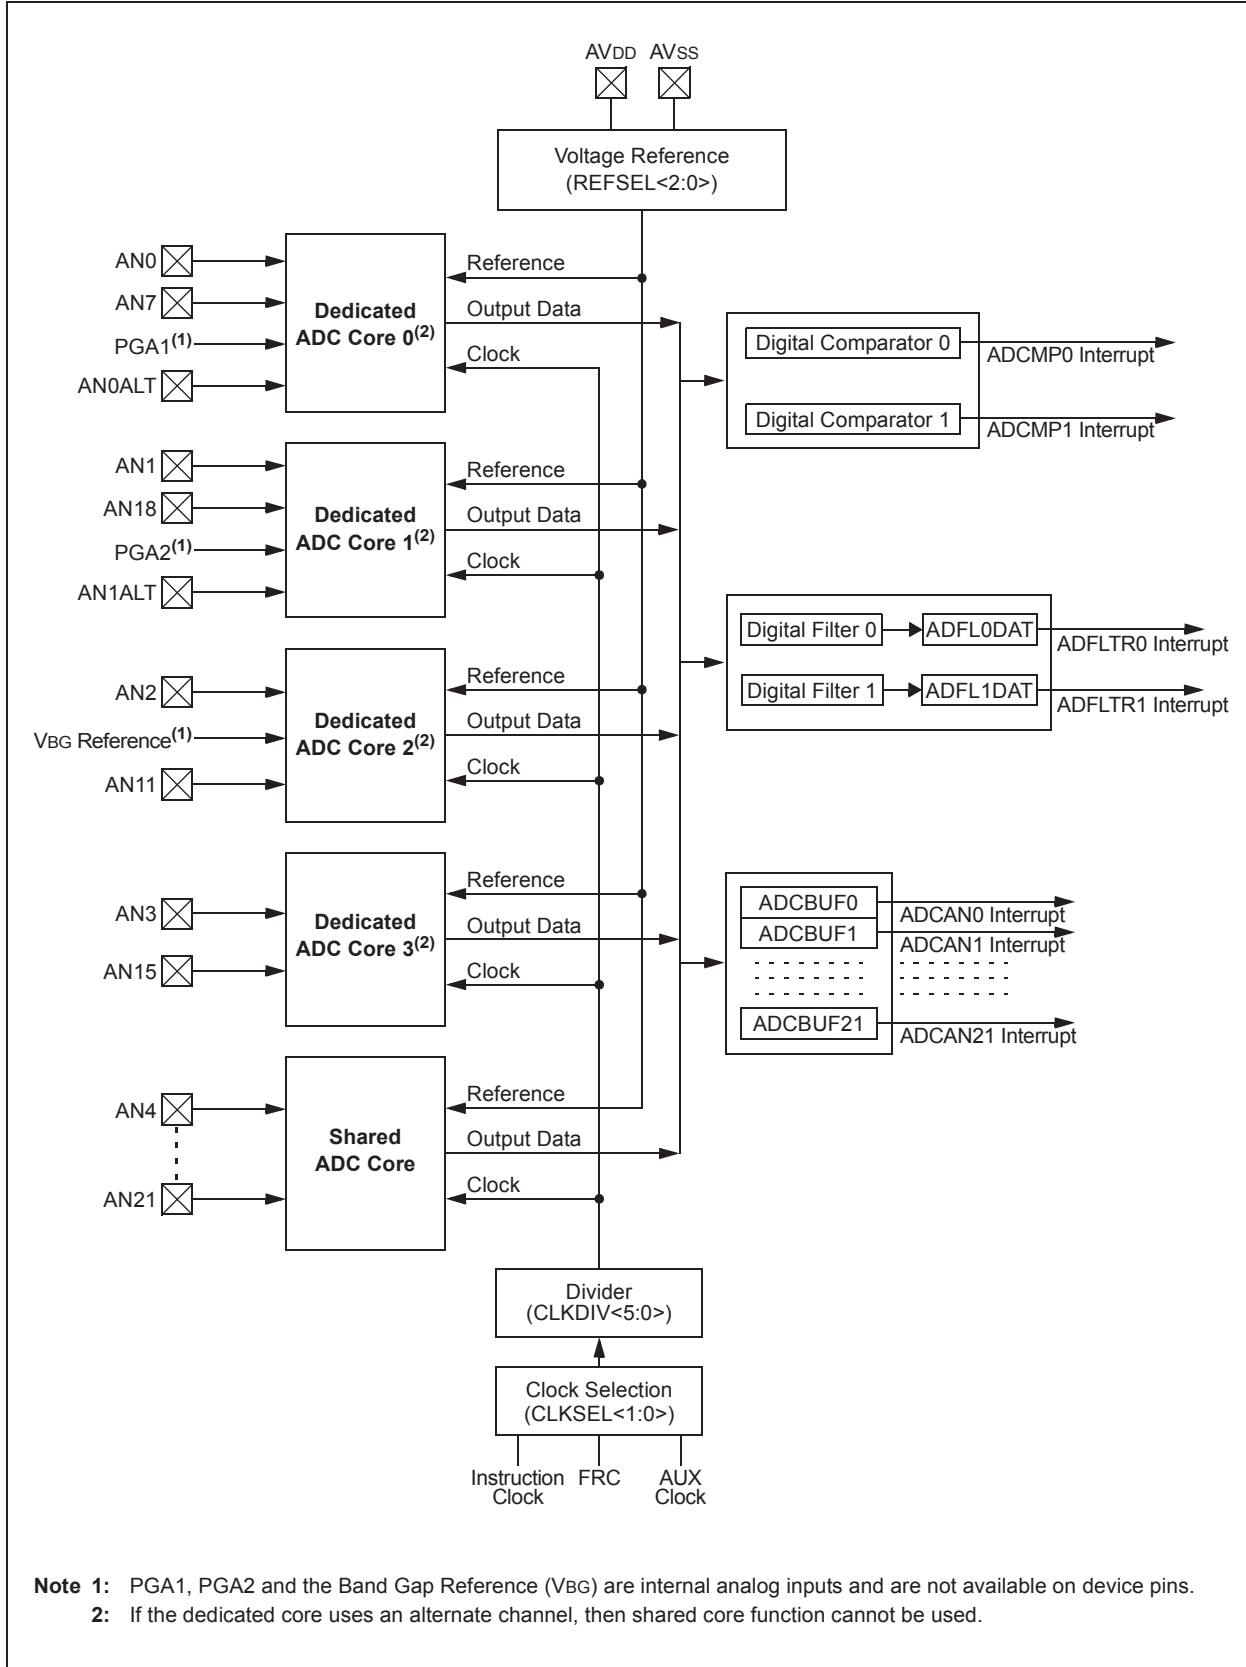 AVDD AVSS
Voltage Reference
(REFSEL<2:0>)
AN0
AN7
PGA1(1)
AN0ALT
Dedicated
ADC Core 0(2)
Reference
Output Data
Clock
Digital Comparator 0
ADCMP0 Interrupt
Digital Comparator 1
ADCMP1 Interrupt
AN1
AN18
PGA2(1)
AN1ALT
Dedicated
ADC Core 1(2)
Reference
Output Data
Clock
Digital Filter 0
ADFL0DAT
ADFLTR0 Interrupt
Digital Filter 1
ADFL1DAT
ADFLTR1 Interrupt
AN2
VBG Reference(1)
AN11
Dedicated
ADC Core 2(2)
Reference
Output Data
Clock
AN3
AN15
Dedicated
ADC Core 3(2)
Reference
Output Data
Clock
ADCBUF0
ADCAN0 Interrupt
ADCBUF1
ADCAN1 Interrupt
ADCBUF21
ADCAN21 Interrupt
AN4
AN21
Shared
ADC Core
Reference
Output Data
Clock
Divider
(CLKDIV<5:0>)
Clock Selection
(CLKSEL<1:0>)
Instruction
Clock
FRC
AUX
Clock
Note 1: PGA1, PGA2 and the Band Gap Reference (VBG) are internal analog inputs and are not available on device pins.
2: If the dedicated core uses an alternate channel, then shared core function cannot be used.